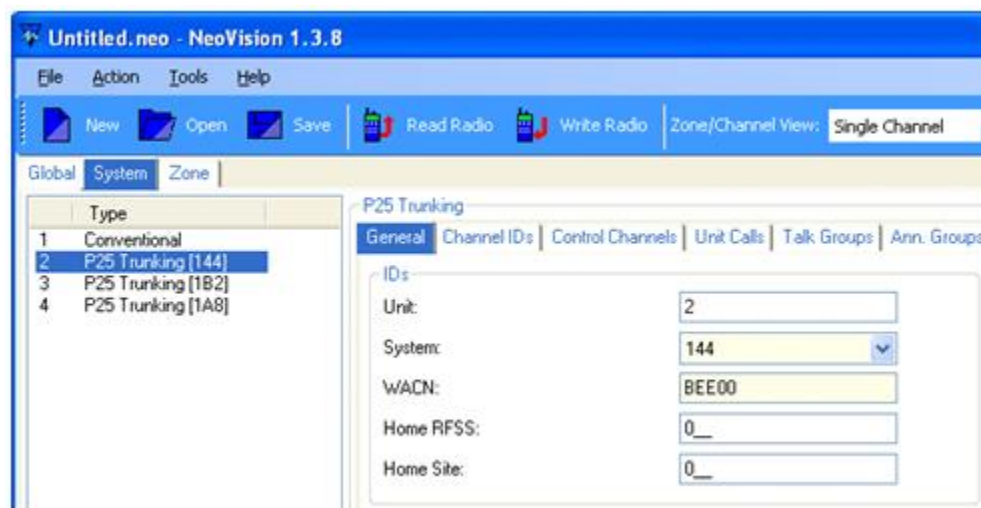 Untitled.neo - NeoVision 1.3.8
File Action Tools Help
New Open Save Read Radio Write Radio Zone/Channel View: Single Channel
Global System Zone
Type
1 Conventional
2 P25 Trunking [144]
3 P25 Trunking [1B2]
4 P25 Trunking [1A8]
P25 Trunking
General Channel IDs Control Channels Unit Calls Talk Groups Ann. Groups
IDs
Unit: 2
System: 144
WACN: BEE00
Home RFSS: 0__
Home Site: 0__